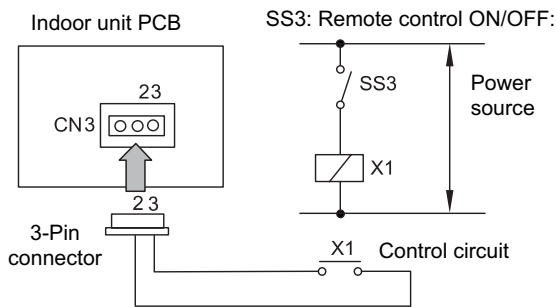 Indoor unit PCB
SS3: Remote control ON/OFF:
23
CN3
SS3
Power
source
X1
2 3
3-Pin
connector
X1
Control circuit